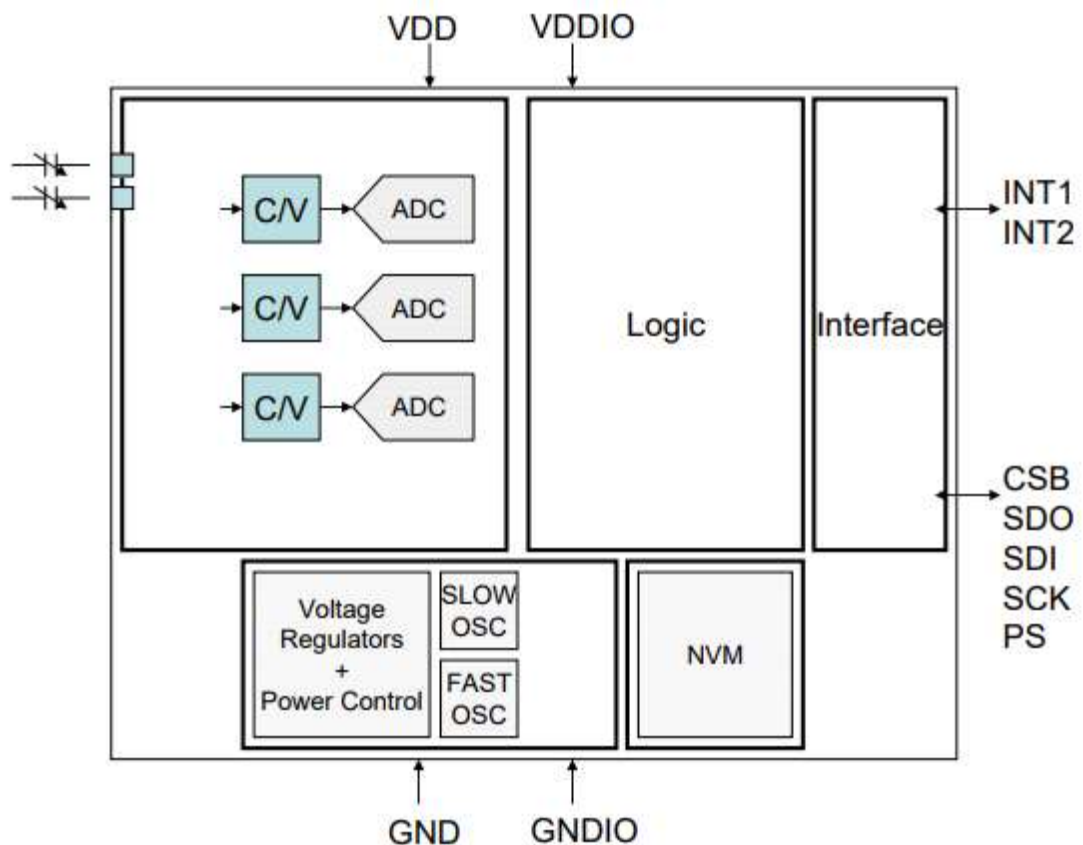 VDD
VDDIO
C/V
ADC
C/V
ADC
C/V
ADC
Logic
Interface
INT1
INT2
CSB
SDO
SDI
SCK
PS
Voltage
Regulators
+
Power Control
SLOW
OSC
FAST
OSC
NVM
GND
GNDIO